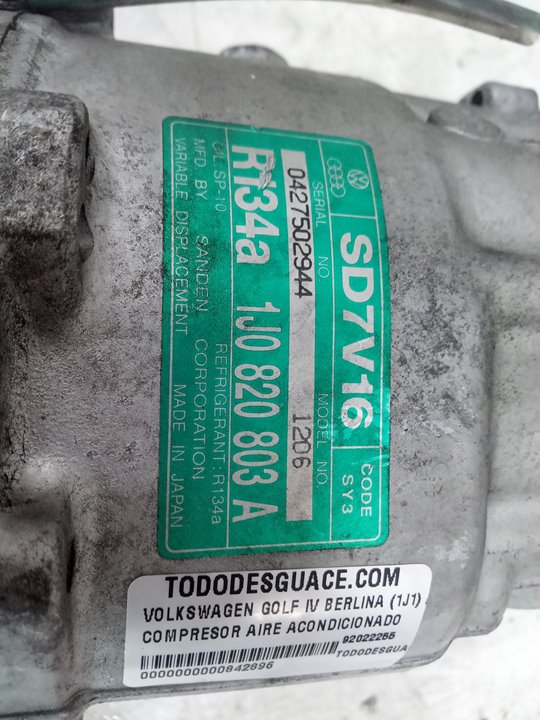 SD7V16
CODE
SY3
SERIAL NO.
MODEL NO.
0427502944
1206
R134a 1J0 820 803 A
OIL: SP-10
REFRIGERANT: R134a
MFD. BY SANDEN CORPORATION
VARIABLE DISPLACEMENT
MADE IN JAPAN
TODODESGUACE.COM
VOLKSWAGEN GOLF IV BERLINA (1J1)
COMPRESOR AIRE ACONDICIONADO
92022255
0000000000842896
TODODESGUA